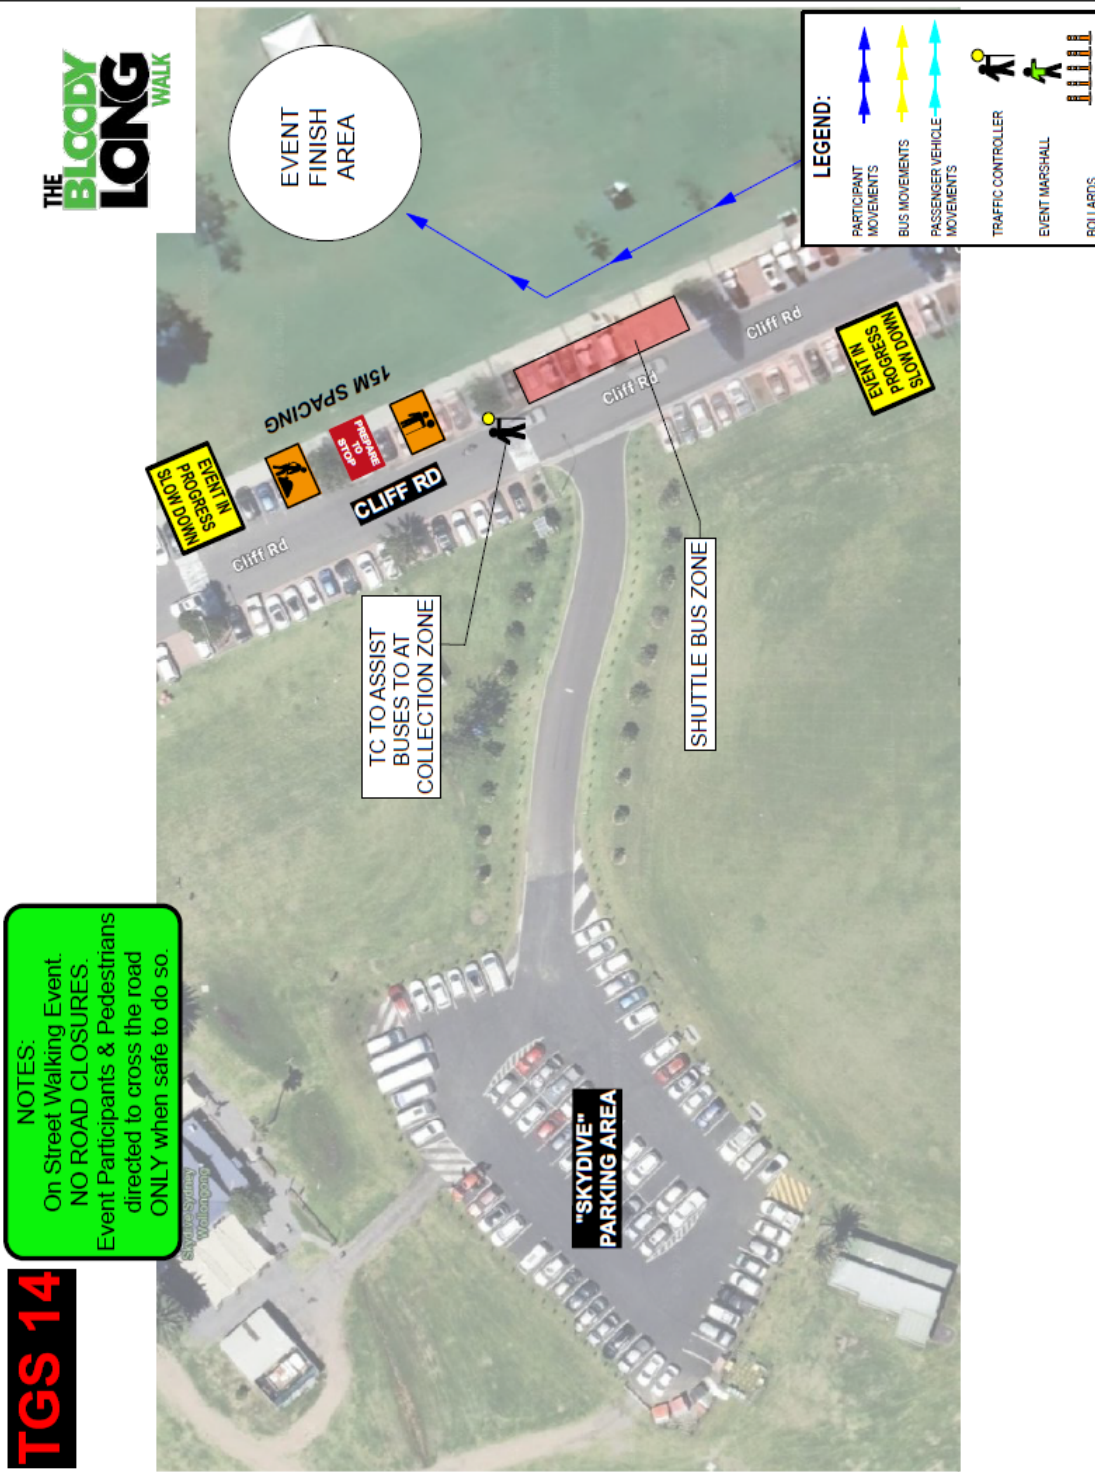 TGS 14
NOTES:
On Street Walking Event.
NO ROAD CLOSURES.
Event Participants & Pedestrians
directed to cross the road
ONLY when safe to do so.
THE
BLOODY
LONG
WALK
Skydive Sydney
Wollongong
EVENT IN
PROGRESS
SLOW DOWN
15M SPACING
PREPARE
TO
STOP
CLIFF RD
Cliff Rd
Cliff Rd
Cliff Rd
EVENT
FINISH
AREA
TC TO ASSIST
BUSES TO AT
COLLECTION ZONE
SHUTTLE BUS ZONE
"SKYDIVE"
PARKING AREA
EVENT IN
PROGRESS
SLOW DOWN
LEGEND:
PARTICIPANT
MOVEMENTS
BUS MOVEMENTS
PASSENGER VEHICLE
MOVEMENTS
TRAFFIC CONTROLLER
EVENT MARSHALL
BOLLARDS